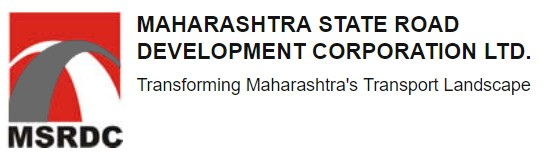 MAHARASHTRA STATE ROAD
DEVELOPMENT CORPORATION LTD.
Transforming Maharashtra's Transport Landscape
MSRDC